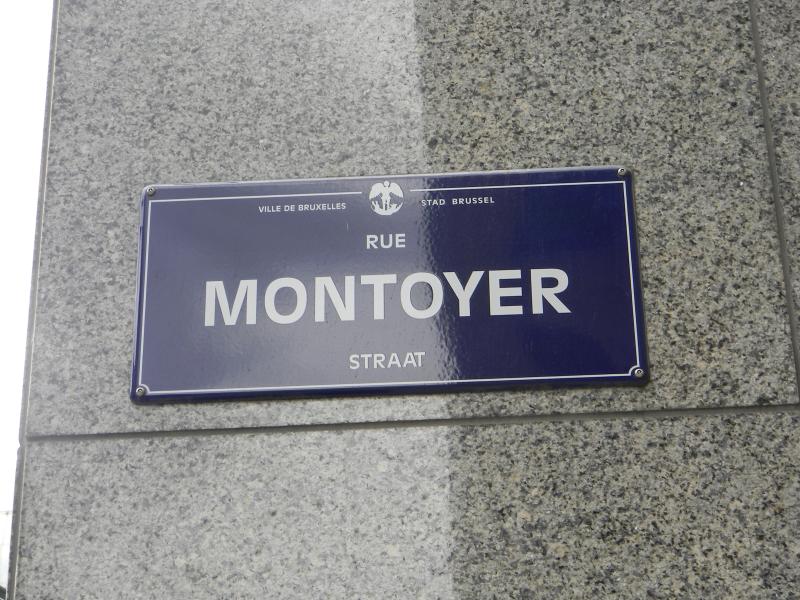 VILLE DE BRUXELLES STAD BRUSSEL
RUE
MONTOYER
STRAAT